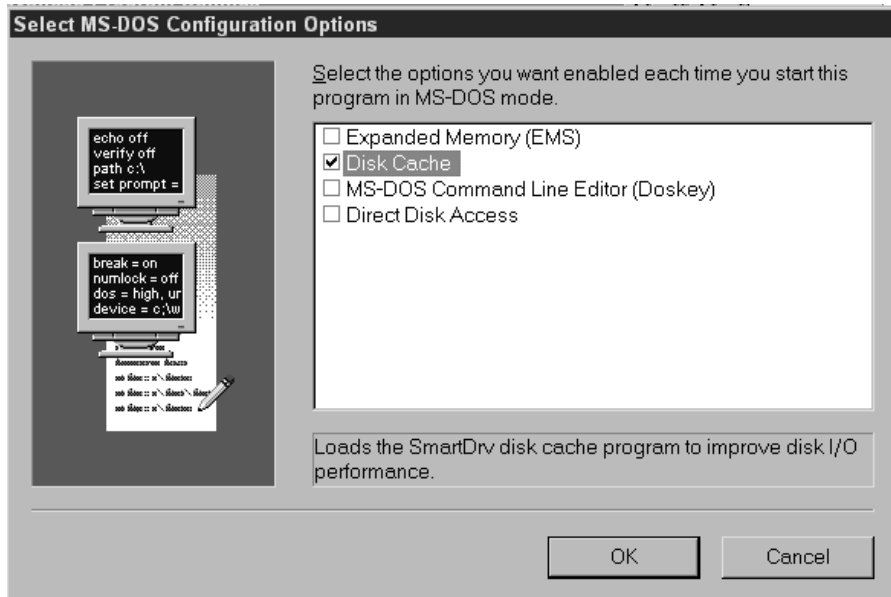 Select MS-DOS Configuration Options
Select the options you want enabled each time you start this
program in MS-DOS mode.
echo off
verify off
path c:\
set prompt =
break = on
numlock = off
dos = high, ur
device = c;\w
Expanded Memory (EMS)
Disk Cache
MS-DOS Command Line Editor (Doskey)
Direct Disk Access
Loads the SmartDrv disk cache program to improve disk I/O
performance.
OK
Cancel